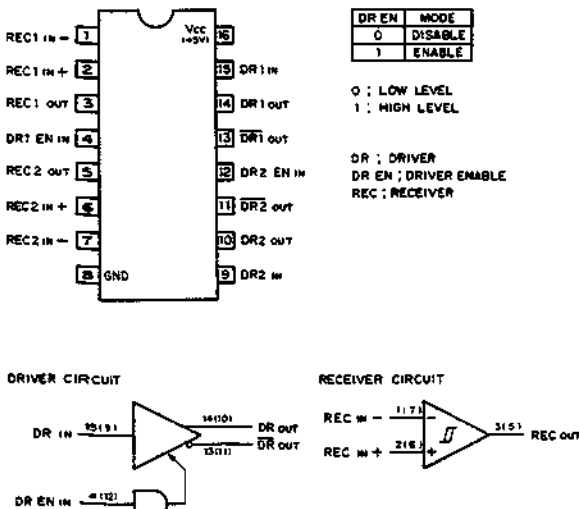 REC1 IN - 1
REC1 IN + 2
REC1 OUT 3
DR1 EN IN 4
REC2 OUT 5
REC2 IN + 6
REC2 IN - 7
8 GND
Vcc (+5V) 16
15 DR1 IN
14 DR1 OUT
13 DR1 OUT
12 DR2 EN IN
11 DR2 OUT
10 DR2 OUT
9 DR2 IN
DR EN MODE
0 DISABLE
1 ENABLE
0 ; LOW LEVEL
1 ; HIGH LEVEL
DR ; DRIVER
DR EN ; DRIVER ENABLE
REC ; RECEIVER
DRIVER CIRCUIT
DR IN 15(9)
14(10) DR OUT
13(11) DR OUT
DR EN IN 4(12)
RECEIVER CIRCUIT
REC IN - 1(7) -
REC IN + 2(6) +
3(5) REC OUT